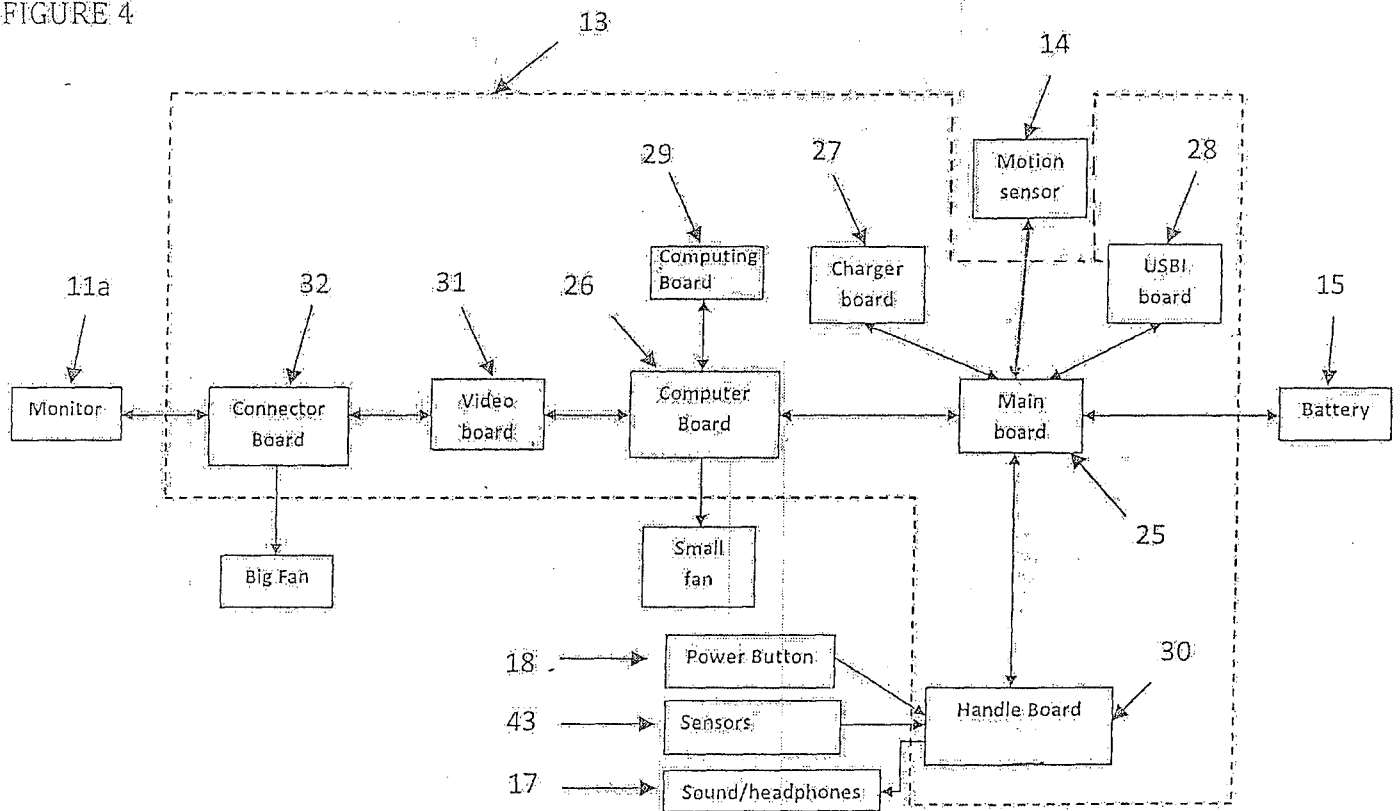 FIGURE 4
13
14
29
27
28
Motion
sensor
Computing
Board
Charger
board
USBI
board
11a
32
31
26
15
Monitor
Connector
Board
Video
board
Computer
Board
Main
board
Battery
25
Big Fan
Small
fan
18
Power Button
30
43
Sensors
Handle Board
17
Sound/headphones